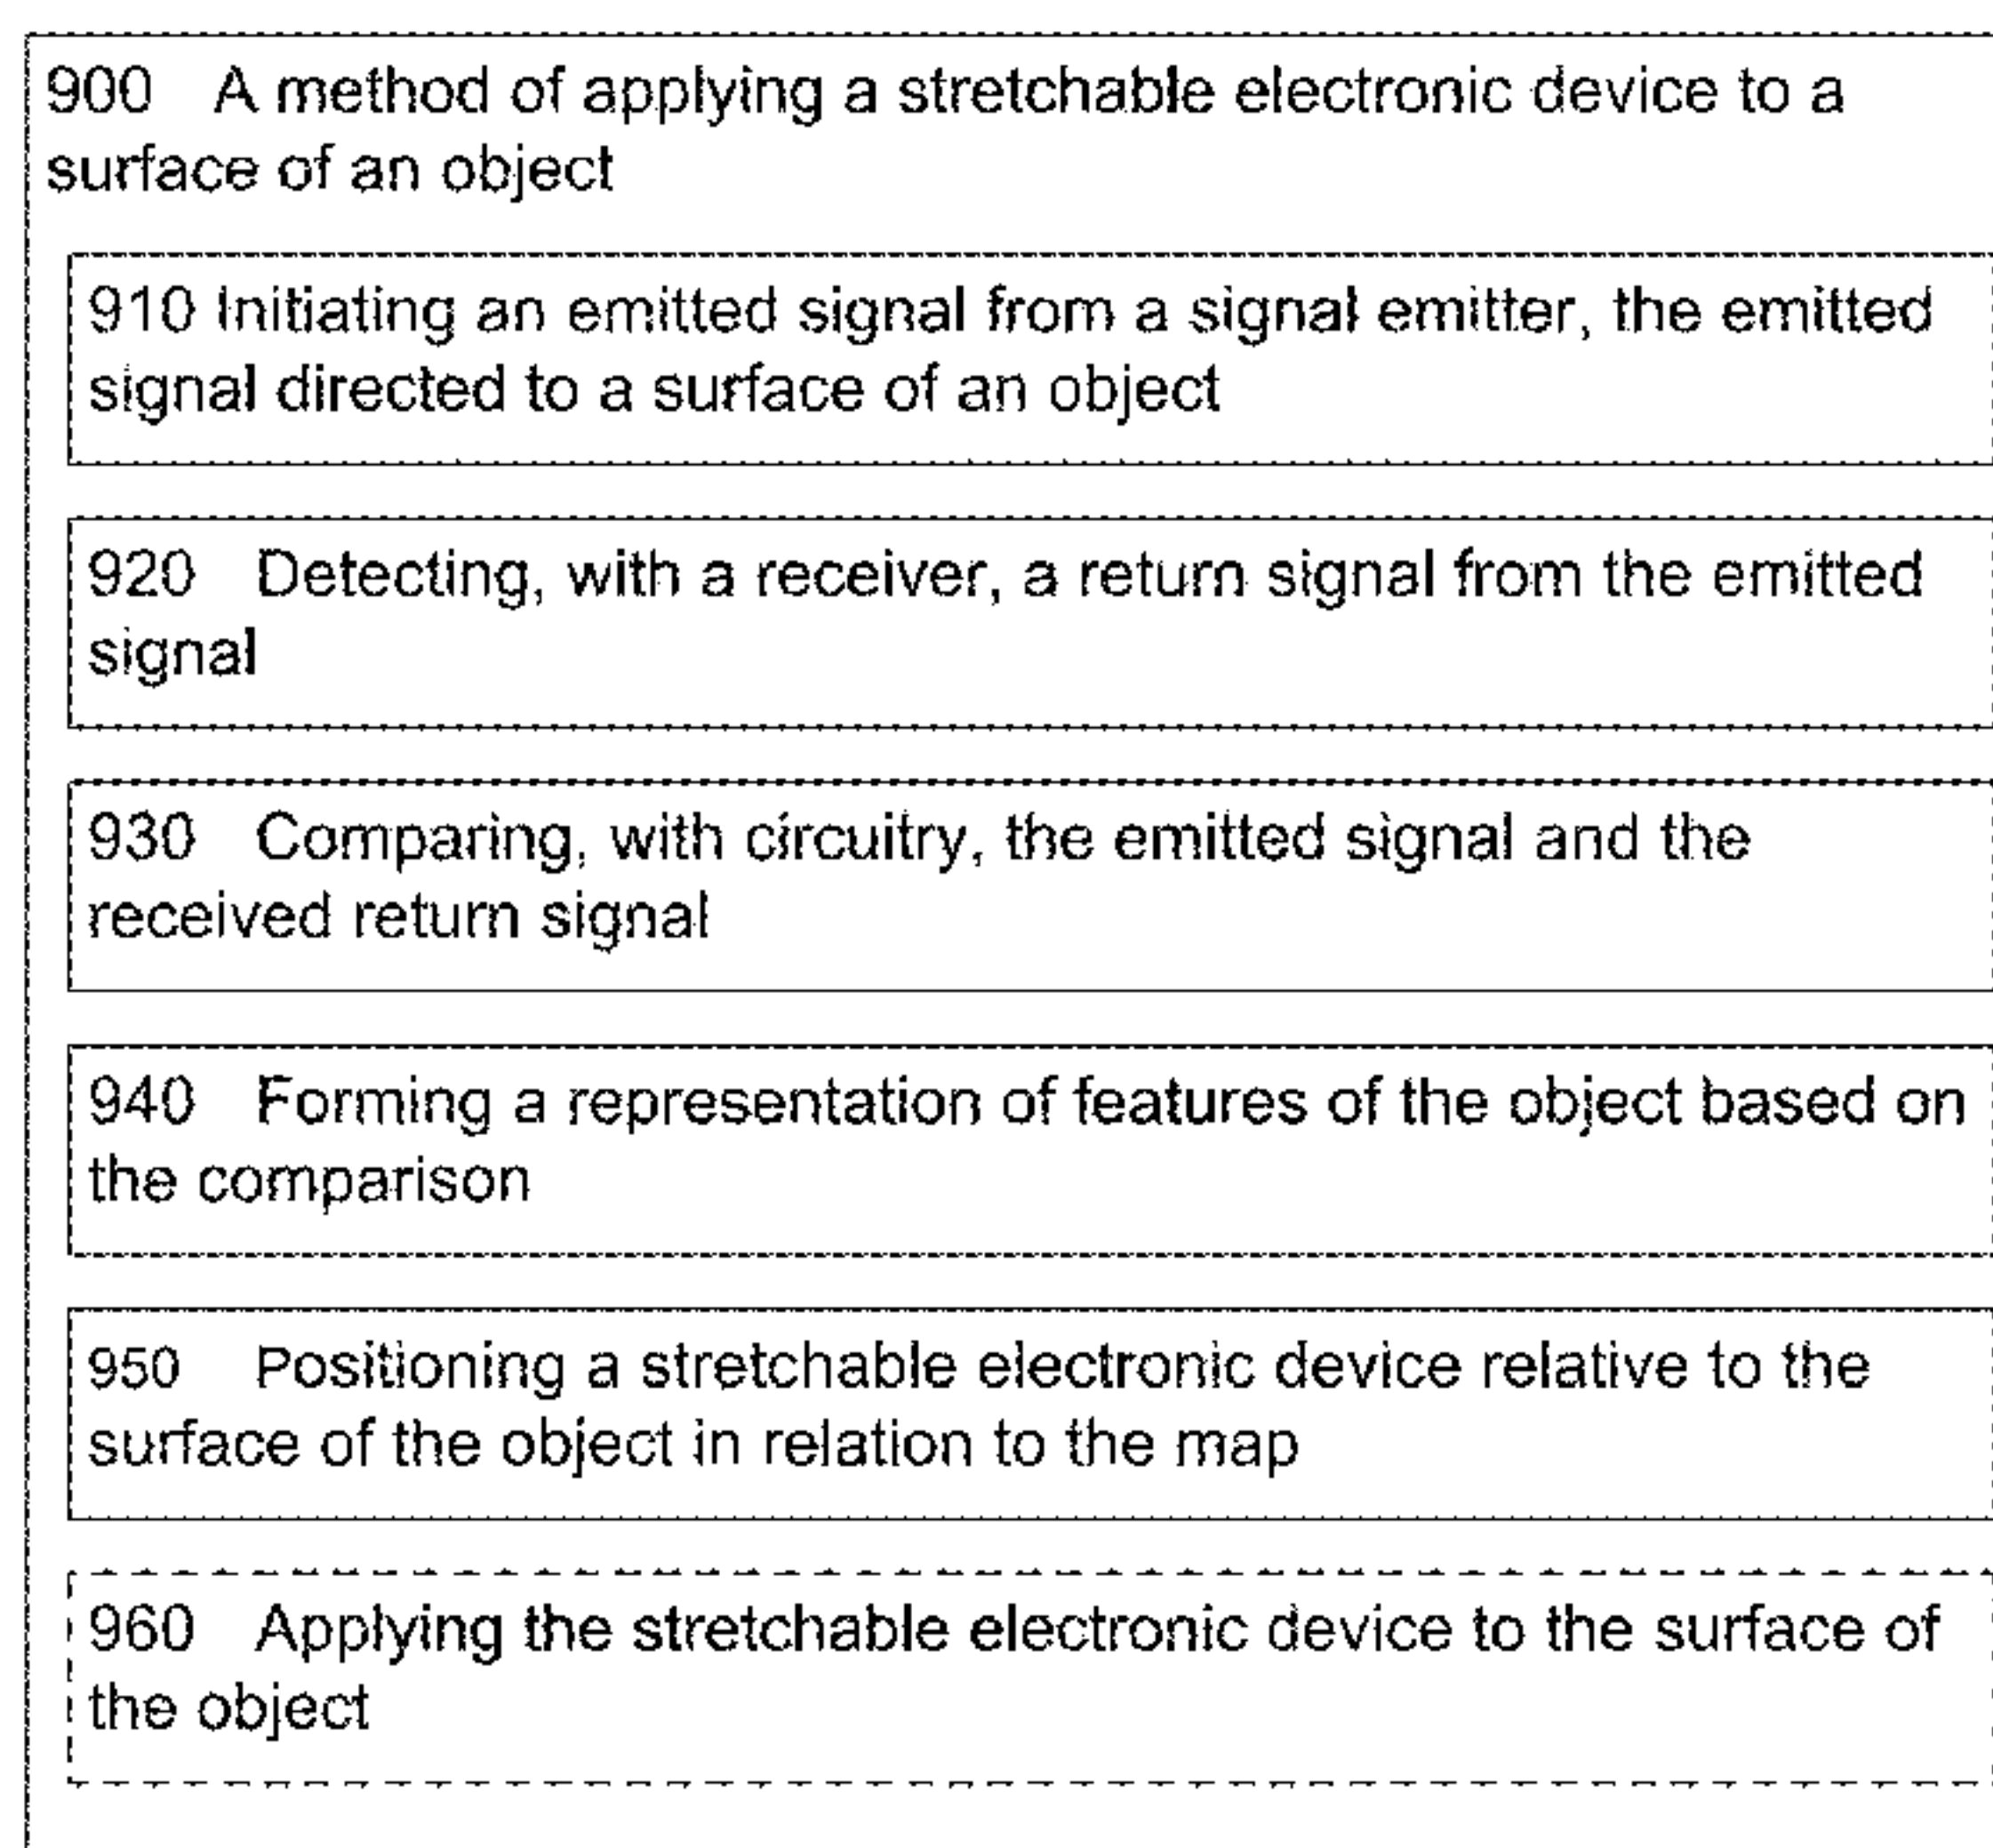 900 A method of applying a stretchable electronic device to a
surface of an object
910 Initiating an emitted signal from a signal emitter, the emitted
signal directed to a surface of an object
920 Detecting, with a receiver, a return signal from the emitted
signal
930 Comparing, with circuitry, the emitted signal and the
received return signal
940 Forming a representation of features of the object based on
the comparison
950 Positioning a stretchable electronic device relative to the
surface of the object in relation to the map
960 Applying the stretchable electronic device to the surface of
the object